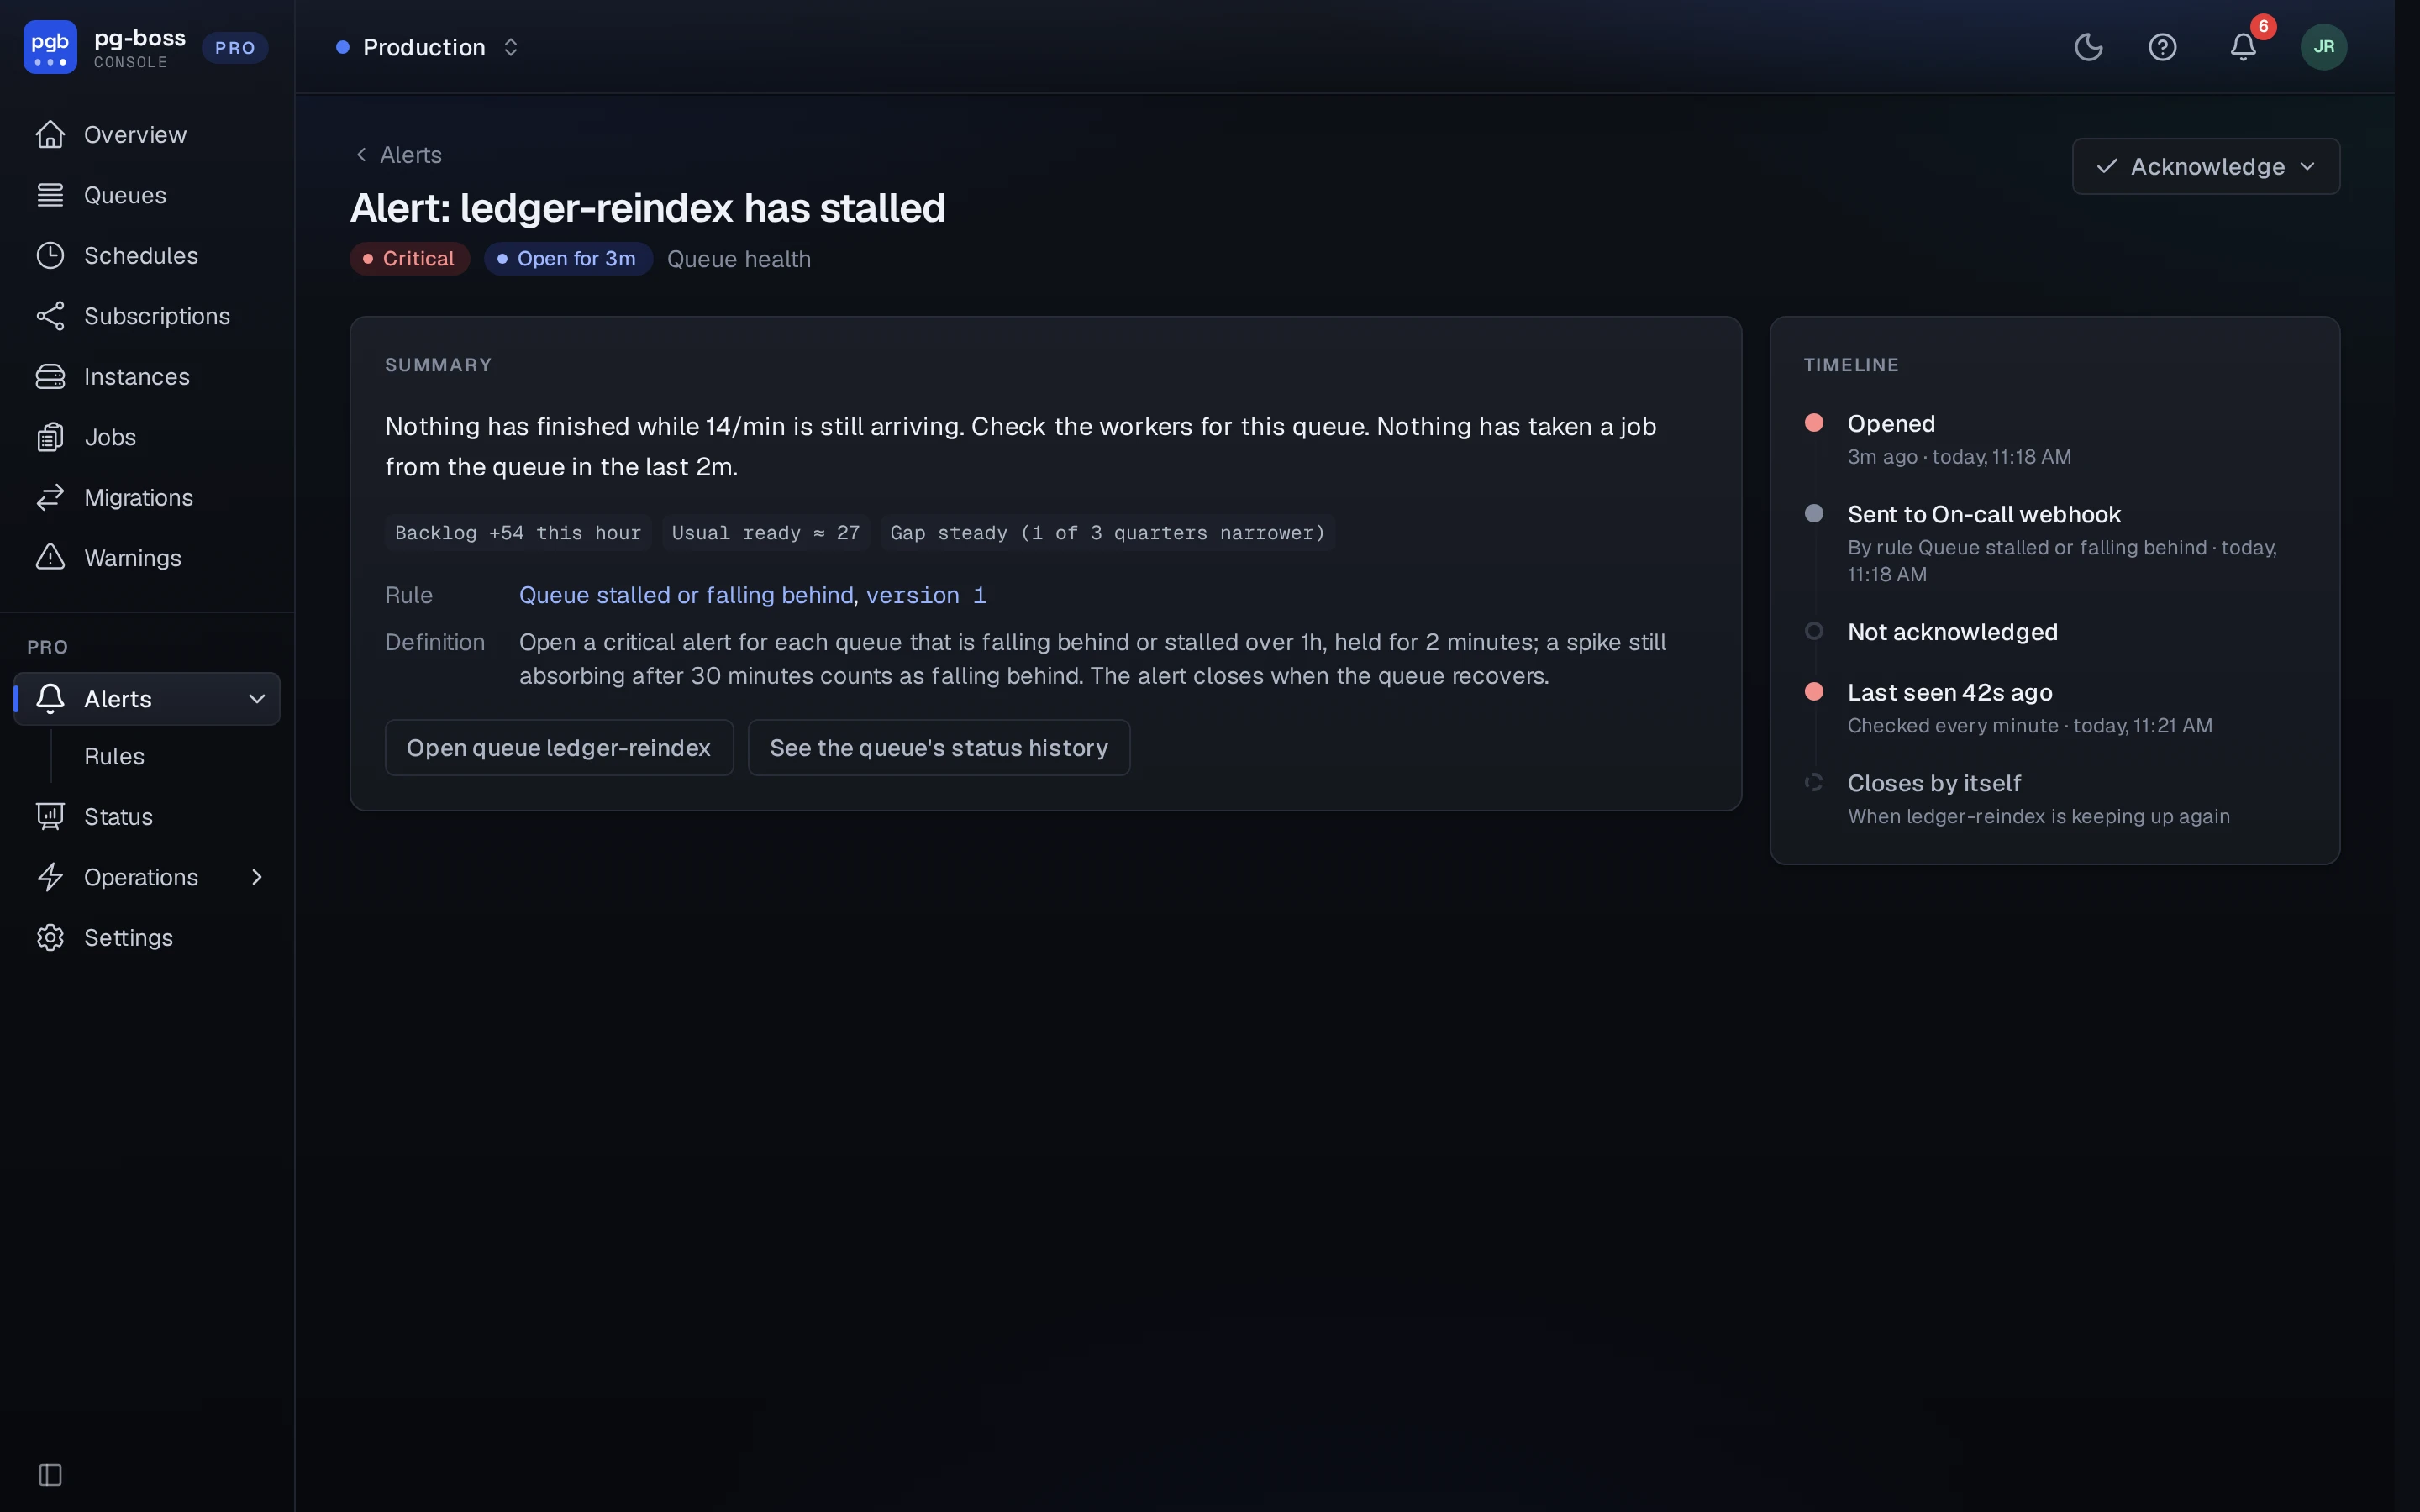 pgb
pg-boss
CONSOLE
PRO
Production
6
JR
Overview
Queues
Schedules
Subscriptions
Instances
Jobs
Migrations
Warnings
PRO
Alerts
Rules
Status
Operations
Settings
Alerts
Alert: ledger-reindex has stalled
Critical
Open for 3m
Queue health
Acknowledge
SUMMARY
Nothing has finished while 14/min is still arriving. Check the workers for this queue. Nothing has taken a job
from the queue in the last 2m.
Backlog +54 this hour
Usual ready ≈ 27
Gap steady (1 of 3 quarters narrower)
Rule
Queue stalled or falling behind, version 1
Definition
Open a critical alert for each queue that is falling behind or stalled over 1h, held for 2 minutes; a spike still
absorbing after 30 minutes counts as falling behind. The alert closes when the queue recovers.
Open queue ledger-reindex
See the queue's status history
TIMELINE
Opened
3m ago · today, 11:18 AM
Sent to On-call webhook
By rule Queue stalled or falling behind · today,
11:18 AM
Not acknowledged
Last seen 42s ago
Checked every minute · today, 11:21 AM
Closes by itself
When ledger-reindex is keeping up again